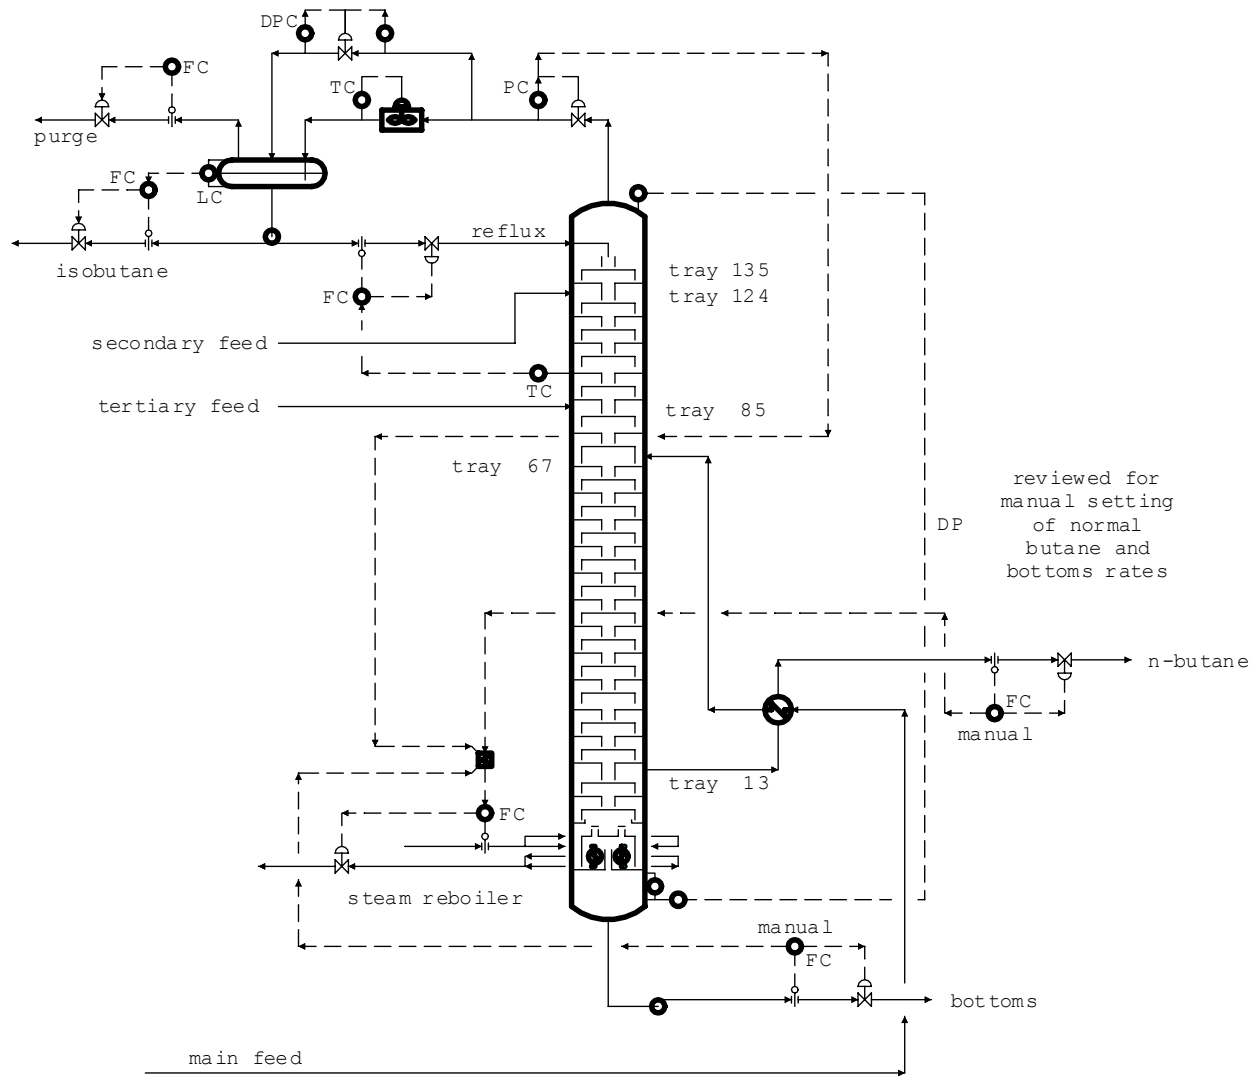 DPC
FC
TC
PC
purge
FC
LC
reflux
isobutane
tray 135
tray 124
FC
secondary feed
TC
tertiary feed
tray 85
tray 67
reviewed for
manual setting
of normal
butane and
bottoms rates
DP
n-butane
FC
manual
tray 13
FC
steam reboiler
manual
FC
bottoms
main feed